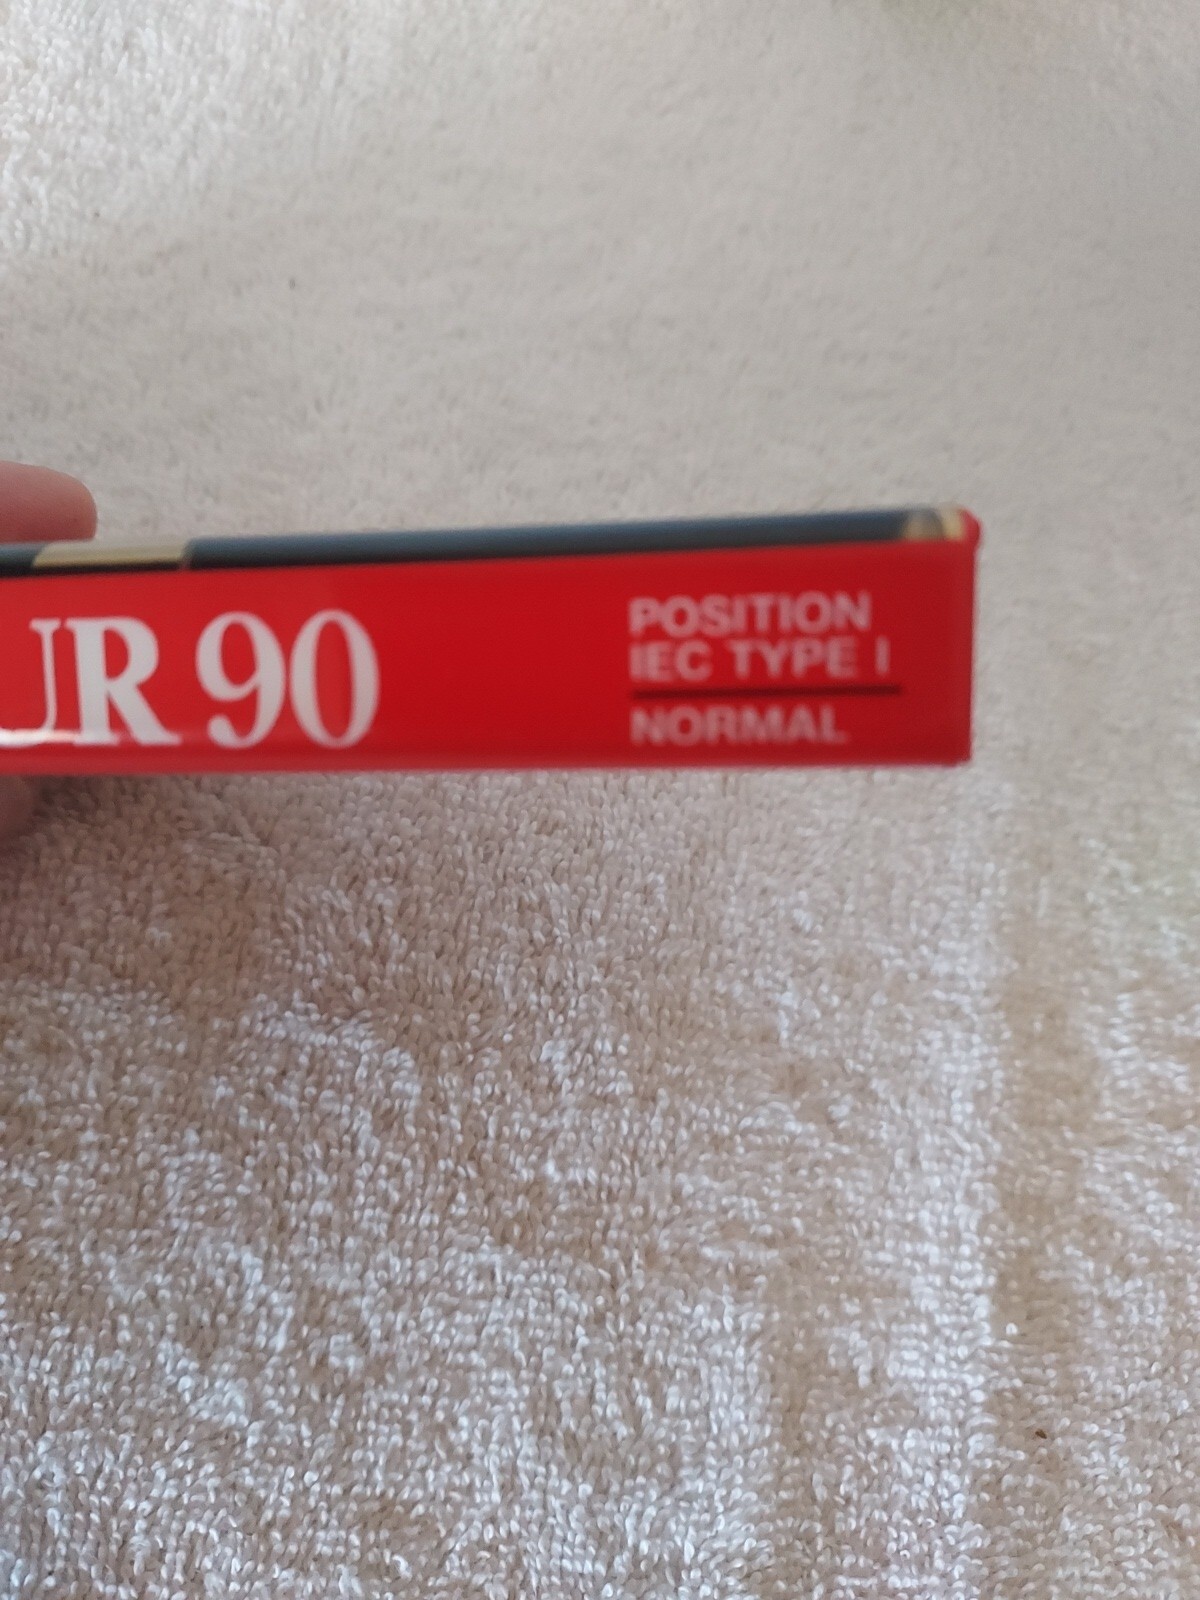 UR 90
POSITION
IEC TYPE I
NORMAL